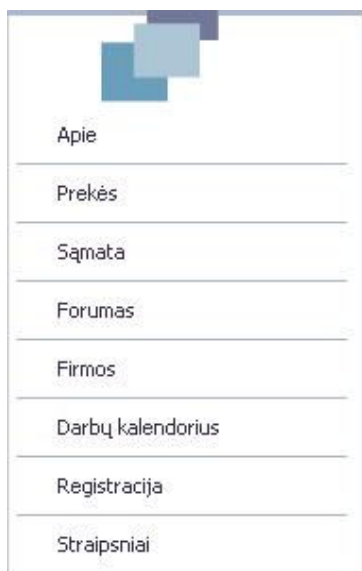 Apie
Prekės
Sąmata
Forumas
Firmos
Darbų kalendorius
Registracija
Straipsniai